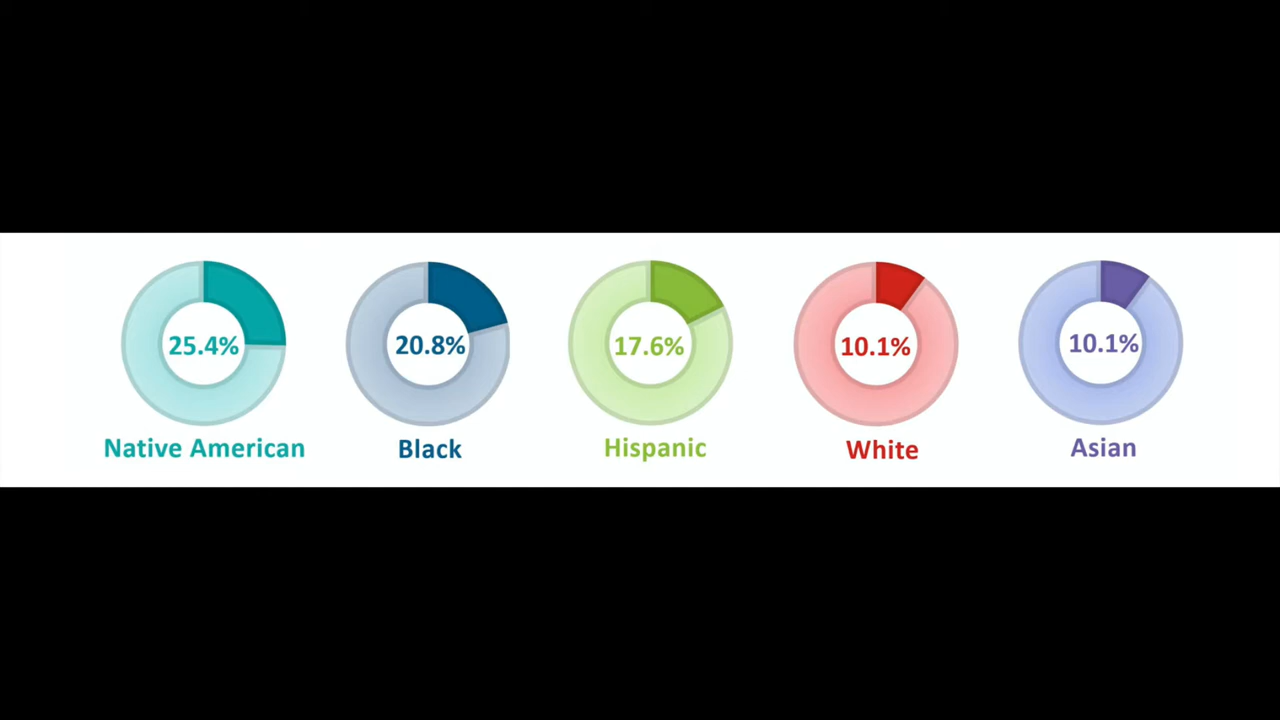 25.4%
20.8%
17.6%
10.1%
10.1%
Native American
Black
Hispanic
White
Asian